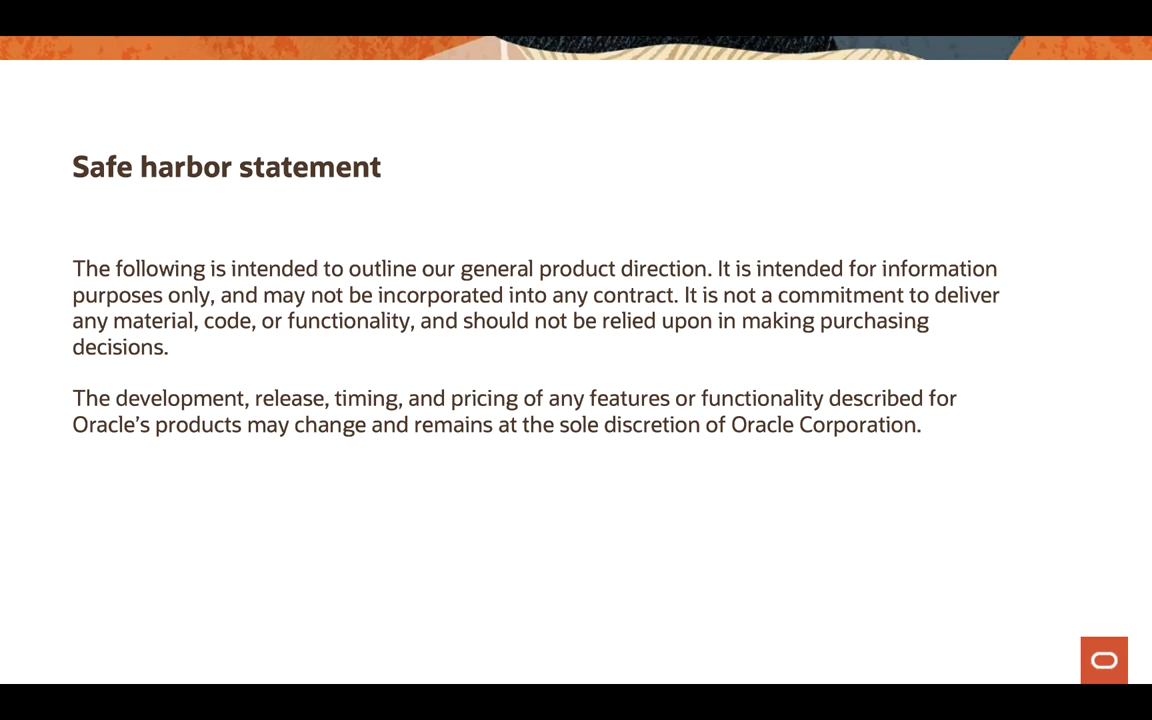 Safe harbor statement
The following is intended to outline our general product direction. It is intended for information
purposes only, and may not be incorporated into any contract. It is not a commitment to deliver
any material, code, or functionality, and should not be relied upon in making purchasing
decisions.
The development, release, timing, and pricing of any features or functionality described for
Oracle’s products may change and remains at the sole discretion of Oracle Corporation.